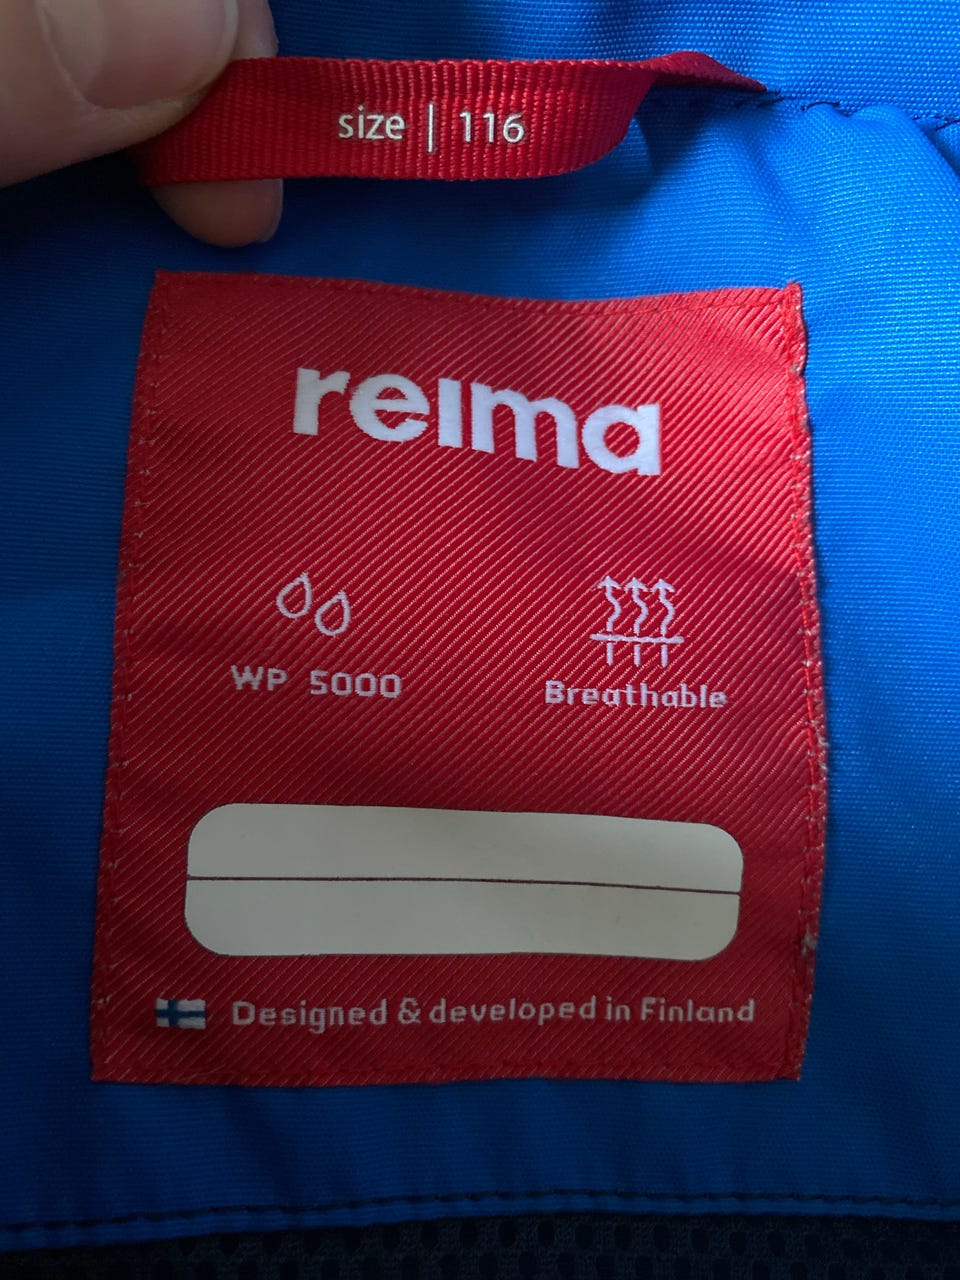 size | 116
reima
WP 5000
Breathable
Designed & developed in Finland